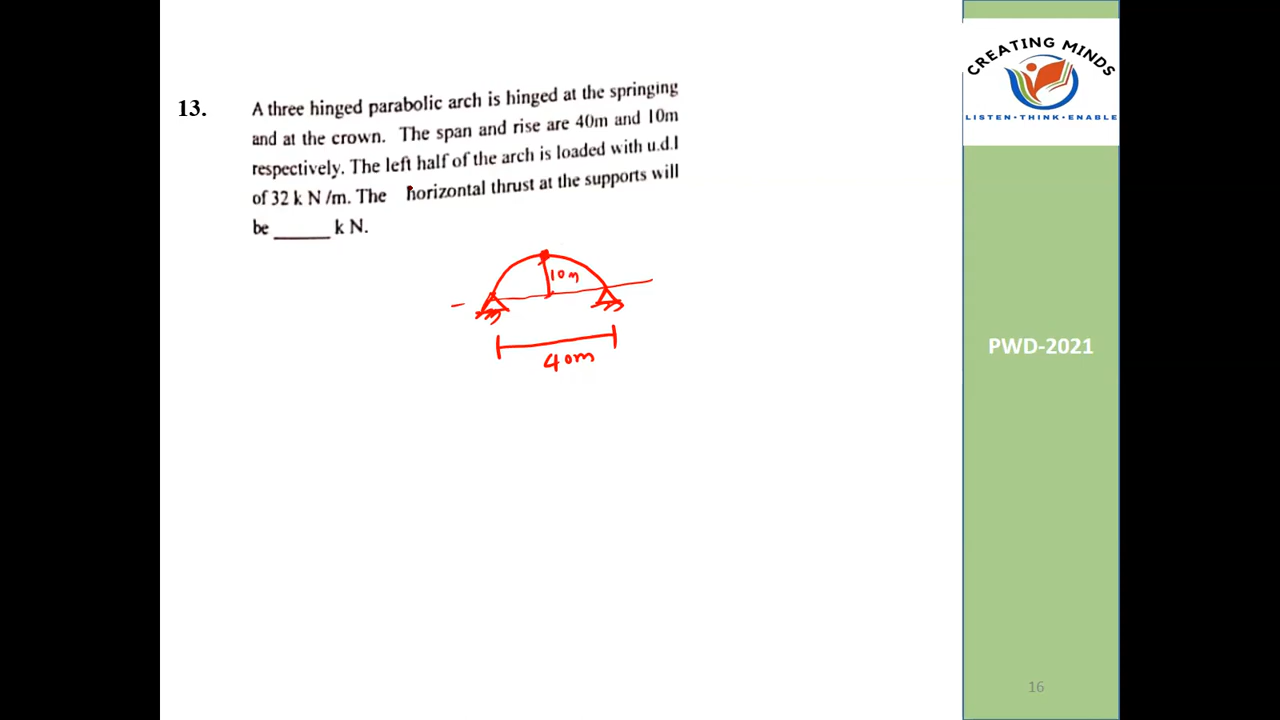 CREATING MINDS
LISTEN•THINK•ENABLE
13.
A three hinged parabolic arch is hinged at the springing
and at the crown. The span and rise are 40m and 10m
respectively. The left half of the arch is loaded with u.d.l
of 32 k N /m. The horizontal thrust at the supports will
be ______ k N.
10m
40m
PWD-2021
16